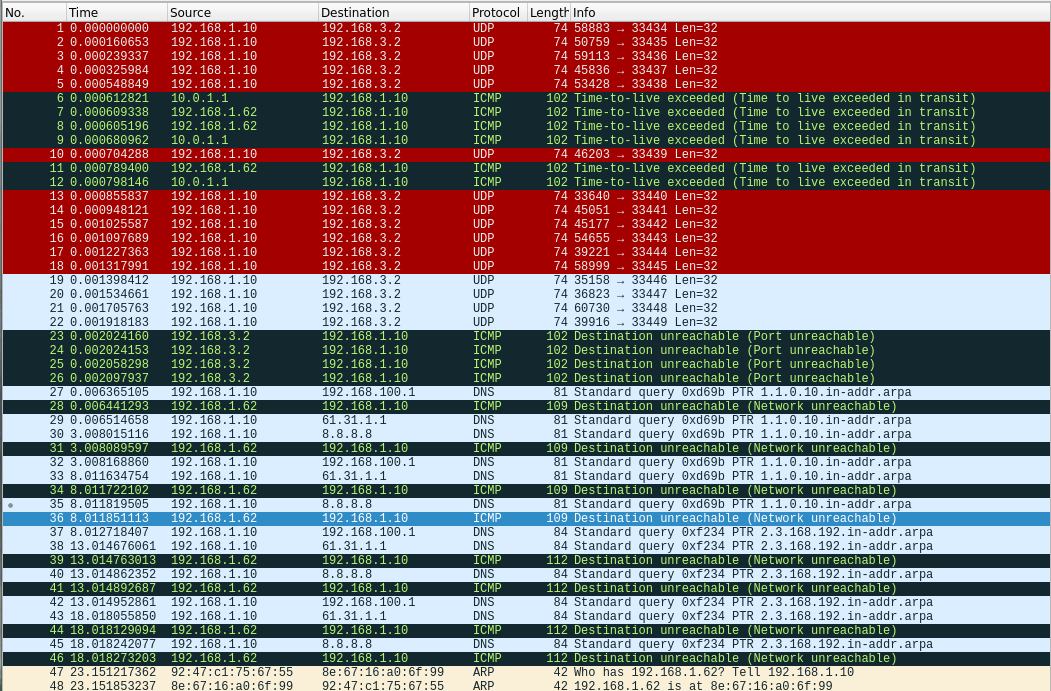 No. Time Source Destination Protocol Length Info
1 0.000000000 192.168.1.10 192.168.3.2 UDP 74 58883 → 33434 Len=32
2 0.000160653 192.168.1.10 192.168.3.2 UDP 74 50759 → 33435 Len=32
3 0.000239337 192.168.1.10 192.168.3.2 UDP 74 59113 → 33436 Len=32
4 0.000325984 192.168.1.10 192.168.3.2 UDP 74 45836 → 33437 Len=32
5 0.000548849 192.168.1.10 192.168.3.2 UDP 74 53428 → 33438 Len=32
6 0.000612821 10.0.1.1 192.168.1.10 ICMP 102 Time-to-live exceeded (Time to live exceeded in transit)
7 0.000609338 192.168.1.62 192.168.1.10 ICMP 102 Time-to-live exceeded (Time to live exceeded in transit)
8 0.000605196 192.168.1.62 192.168.1.10 ICMP 102 Time-to-live exceeded (Time to live exceeded in transit)
9 0.000680962 10.0.1.1 192.168.1.10 ICMP 102 Time-to-live exceeded (Time to live exceeded in transit)
10 0.000704288 192.168.1.10 192.168.3.2 UDP 74 46203 → 33439 Len=32
11 0.000789400 192.168.1.62 192.168.1.10 ICMP 102 Time-to-live exceeded (Time to live exceeded in transit)
12 0.000798146 10.0.1.1 192.168.1.10 ICMP 102 Time-to-live exceeded (Time to live exceeded in transit)
13 0.000855837 192.168.1.10 192.168.3.2 UDP 74 33640 → 33440 Len=32
14 0.000948121 192.168.1.10 192.168.3.2 UDP 74 45051 → 33441 Len=32
15 0.001025587 192.168.1.10 192.168.3.2 UDP 74 45177 → 33442 Len=32
16 0.001097689 192.168.1.10 192.168.3.2 UDP 74 54655 → 33443 Len=32
17 0.001227363 192.168.1.10 192.168.3.2 UDP 74 39221 → 33444 Len=32
18 0.001317991 192.168.1.10 192.168.3.2 UDP 74 58999 → 33445 Len=32
19 0.001398412 192.168.1.10 192.168.3.2 UDP 74 35158 → 33446 Len=32
20 0.001534661 192.168.1.10 192.168.3.2 UDP 74 36823 → 33447 Len=32
21 0.001705763 192.168.1.10 192.168.3.2 UDP 74 60730 → 33448 Len=32
22 0.001918183 192.168.1.10 192.168.3.2 UDP 74 39916 → 33449 Len=32
23 0.002024160 192.168.3.2 192.168.1.10 ICMP 102 Destination unreachable (Port unreachable)
24 0.002024153 192.168.3.2 192.168.1.10 ICMP 102 Destination unreachable (Port unreachable)
25 0.002058298 192.168.3.2 192.168.1.10 ICMP 102 Destination unreachable (Port unreachable)
26 0.002097937 192.168.3.2 192.168.1.10 ICMP 102 Destination unreachable (Port unreachable)
27 0.006365105 192.168.1.10 192.168.100.1 DNS 81 Standard query 0xd69b PTR 1.1.0.10.in-addr.arpa
28 0.006441293 192.168.1.62 192.168.1.10 ICMP 109 Destination unreachable (Network unreachable)
29 0.006514658 192.168.1.10 61.31.1.1 DNS 81 Standard query 0xd69b PTR 1.1.0.10.in-addr.arpa
30 3.008015116 192.168.1.10 8.8.8.8 DNS 81 Standard query 0xd69b PTR 1.1.0.10.in-addr.arpa
31 3.008089597 192.168.1.62 192.168.1.10 ICMP 109 Destination unreachable (Network unreachable)
32 3.008168860 192.168.1.10 192.168.100.1 DNS 81 Standard query 0xd69b PTR 1.1.0.10.in-addr.arpa
33 8.011634754 192.168.1.10 61.31.1.1 DNS 81 Standard query 0xd69b PTR 1.1.0.10.in-addr.arpa
34 8.011722102 192.168.1.62 192.168.1.10 ICMP 109 Destination unreachable (Network unreachable)
35 8.011819505 192.168.1.10 8.8.8.8 DNS 81 Standard query 0xd69b PTR 1.1.0.10.in-addr.arpa
36 8.011851113 192.168.1.62 192.168.1.10 ICMP 109 Destination unreachable (Network unreachable)
37 8.012718407 192.168.1.10 192.168.100.1 DNS 84 Standard query 0xf234 PTR 2.3.168.192.in-addr.arpa
38 13.014676061 192.168.1.10 61.31.1.1 DNS 84 Standard query 0xf234 PTR 2.3.168.192.in-addr.arpa
39 13.014763013 192.168.1.62 192.168.1.10 ICMP 112 Destination unreachable (Network unreachable)
40 13.014862352 192.168.1.10 8.8.8.8 DNS 84 Standard query 0xf234 PTR 2.3.168.192.in-addr.arpa
41 13.014892687 192.168.1.62 192.168.1.10 ICMP 112 Destination unreachable (Network unreachable)
42 13.014952861 192.168.1.10 192.168.100.1 DNS 84 Standard query 0xf234 PTR 2.3.168.192.in-addr.arpa
43 18.018055850 192.168.1.10 61.31.1.1 DNS 84 Standard query 0xf234 PTR 2.3.168.192.in-addr.arpa
44 18.018129094 192.168.1.62 192.168.1.10 ICMP 112 Destination unreachable (Network unreachable)
45 18.018242077 192.168.1.10 8.8.8.8 DNS 84 Standard query 0xf234 PTR 2.3.168.192.in-addr.arpa
46 18.018273203 192.168.1.62 192.168.1.10 ICMP 112 Destination unreachable (Network unreachable)
47 23.151217362 92:47:c1:75:67:55 8e:67:16:a0:6f:99 ARP 42 Who has 192.168.1.62? Tell 192.168.1.10
48 23.151853237 8e:67:16:a0:6f:99 92:47:c1:75:67:55 ARP 42 192.168.1.62 is at 8e:67:16:a0:6f:99